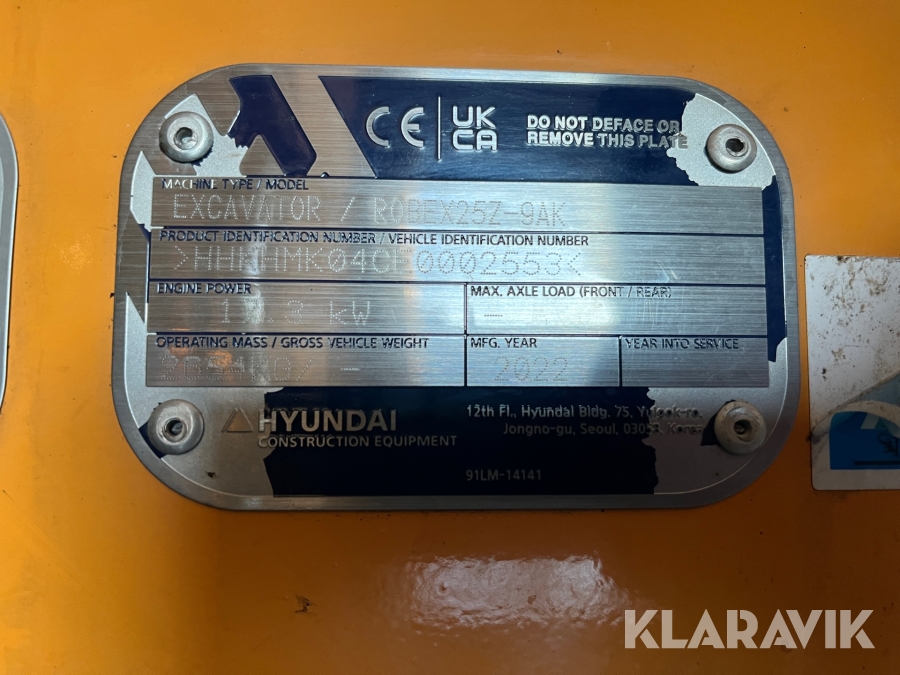 CE UK CA
DO NOT DEFACE OR
REMOVE THIS PLATE
MACHINE TYPE / MODEL
EXCAVATOR / ROBEX25Z-9AK
PRODUCT IDENTIFICATION NUMBER / VEHICLE IDENTIFICATION NUMBER
ENGINE POWER
kW
MAX. AXLE LOAD (FRONT / REAR)
OPERATING MASS / GROSS VEHICLE WEIGHT
MFG. YEAR
2022
YEAR INTO SERVICE
HYUNDAI
CONSTRUCTION EQUIPMENT
12th Fl., Hyundai Bldg. 75,
Jongno-gu, Seoul, Korea
91LM-14141
KLARAVIK